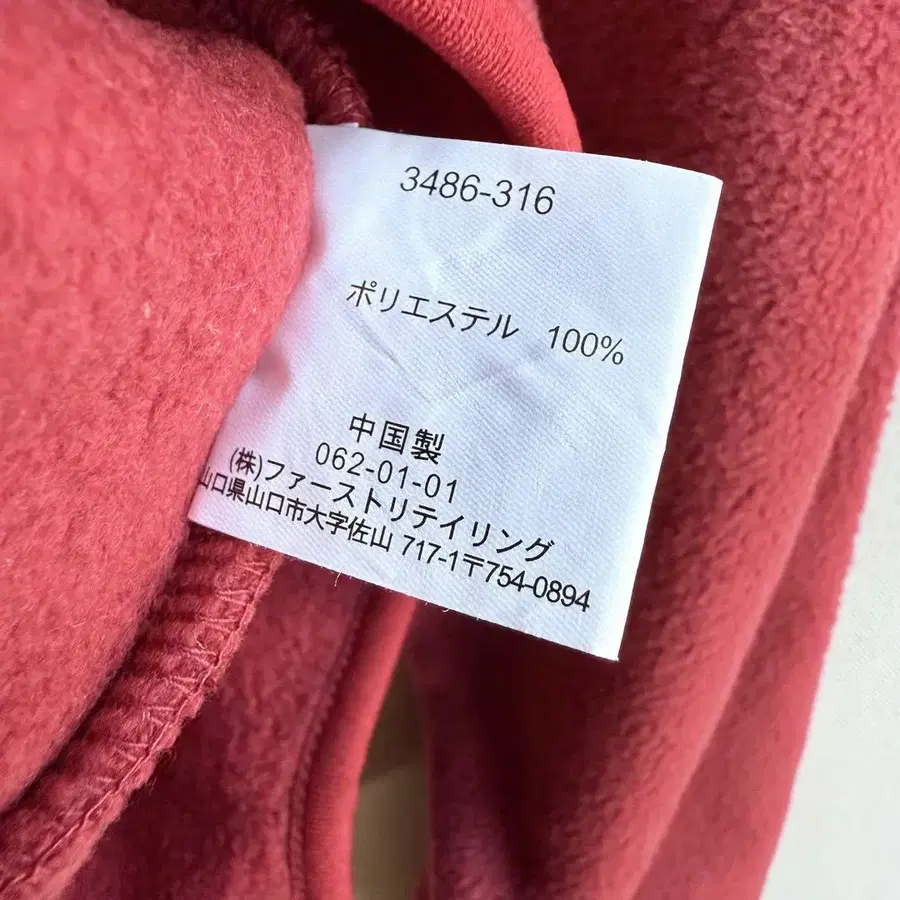 3486-316
ポリエステル 100%
中国製
062-01-01
(株)ファーストリテイリング
山口県山口市大字佐山 717-1〒754-0894